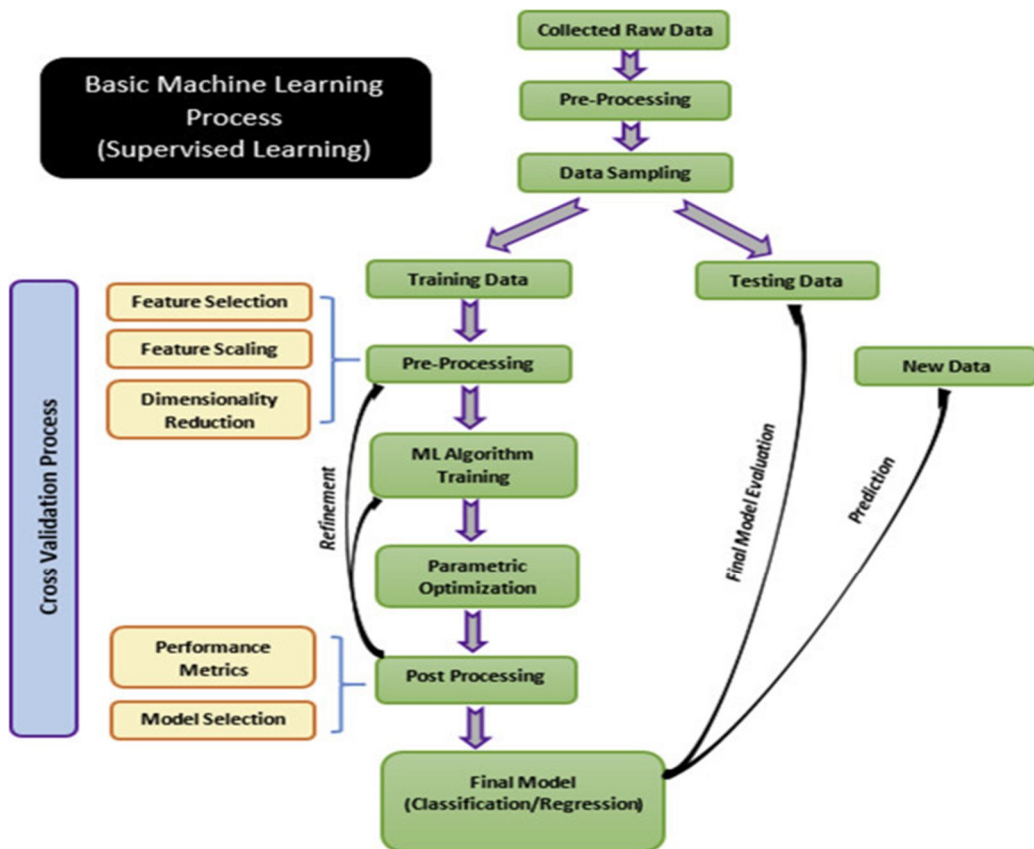 Collected Raw Data
Basic Machine Learning
Process
(Supervised Learning)
Pre-Processing
Data Sampling
Training Data
Testing Data
Feature Selection
Feature Scaling
Pre-Processing
New Data
Dimensionality
Reduction
Cross Validation Process
Refinement
ML Algorithm
Training
Final Model Evaluation
Prediction
Parametric
Optimization
Performance
Metrics
Post Processing
Model Selection
Final Model
(Classification/Regression)